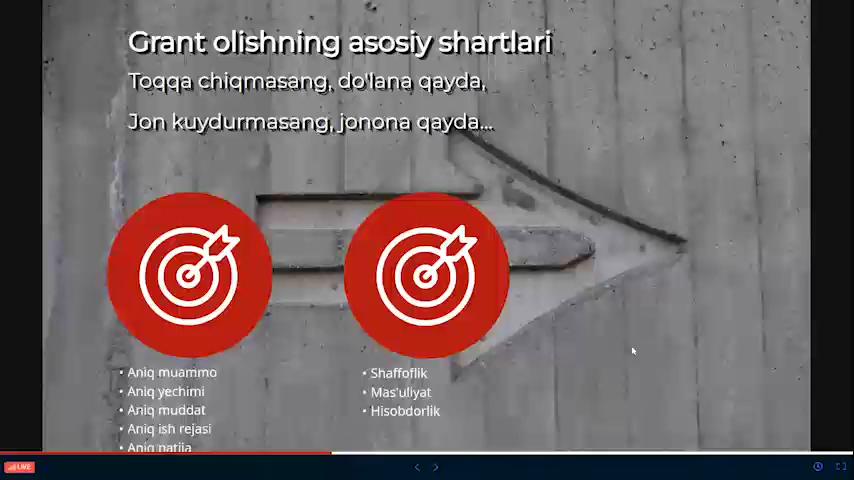 Grant olishning asosiy shartlari
Toqqa chiqmasang, do'lana qayda,
Jon kuydurmasang, jonona qayda...
• Aniq muammo
• Aniq yechimi
• Aniq muddat
• Aniq ish rejasi
• Aniq natija
• Shaffoflik
• Mas'uliyat
• Hisobdorlik
LIVE